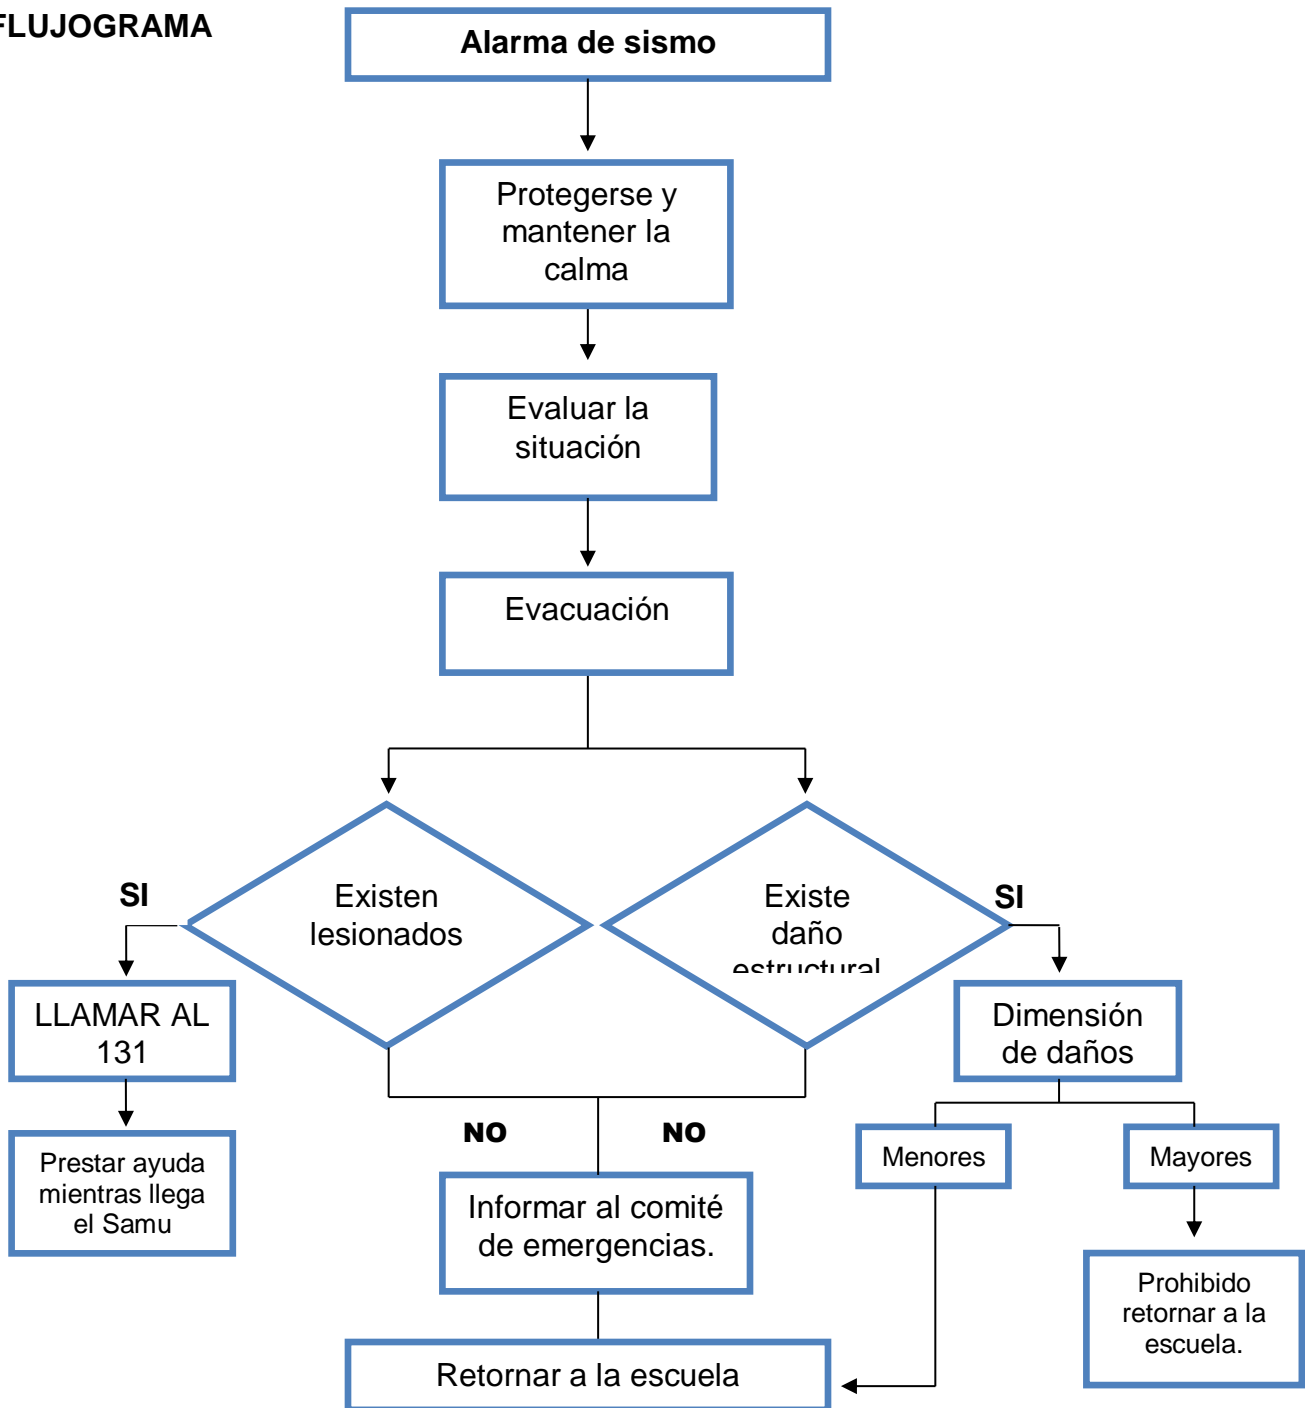 FLUJOGRAMA
Alarma de sismo
Protegerse y
mantener la
calma
Evaluar la
situación
Evacuación
SI
Existen
lesionados
Existe
daño
estructural
SI
LLAMAR AL
131
Dimensión
de daños
Prestar ayuda
mientras llega
el Samu
NO
NO
Menores
Mayores
Informar al comité
de emergencias.
Prohibido
retornar a la
escuela.
Retornar a la escuela